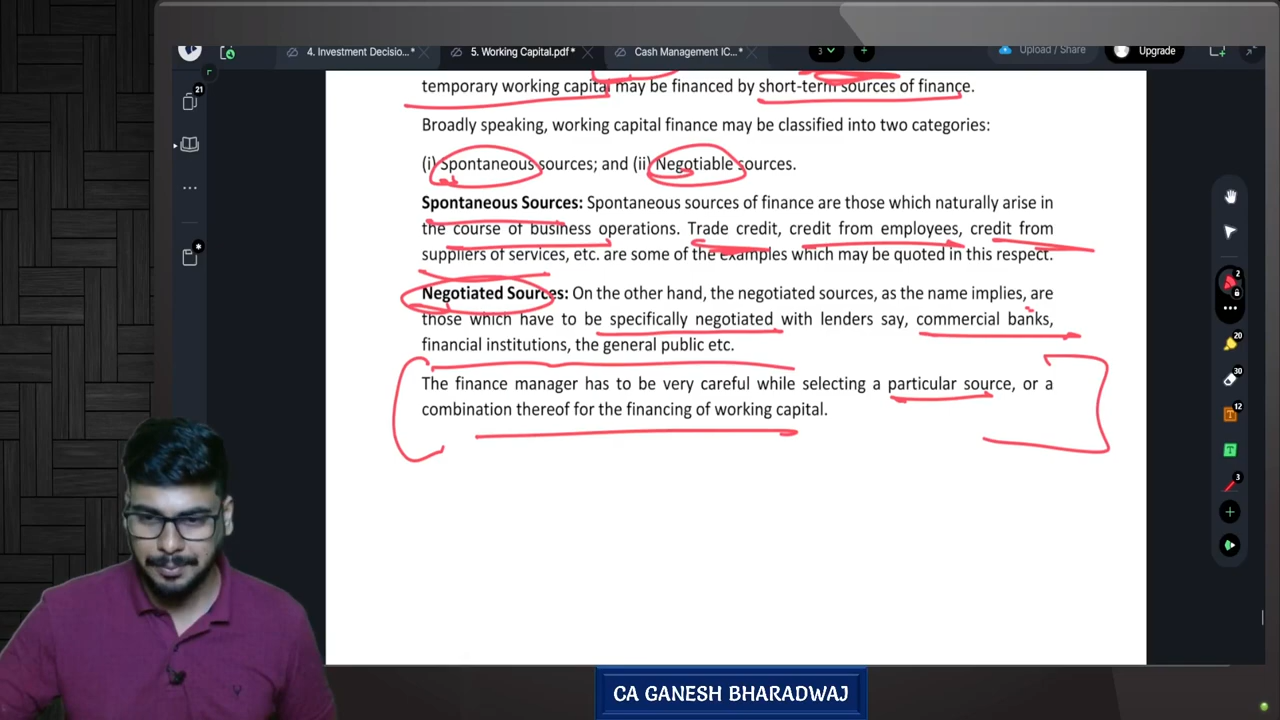 4. Investment Decisio...*
5. Working Capital.pdf*
Cash Management IC...*
3
Upload / Share
Upgrade
21
temporary working capital may be financed by short-term sources of finance.
Broadly speaking, working capital finance may be classified into two categories:
(i) Spontaneous sources; and (ii) Negotiable sources.
Spontaneous Sources: Spontaneous sources of finance are those which naturally arise in
the course of business operations. Trade credit, credit from employees, credit from
suppliers of services, etc. are some of the examples which may be quoted in this respect.
Negotiated Sources: On the other hand, the negotiated sources, as the name implies, are
those which have to be specifically negotiated with lenders say, commercial banks,
financial institutions, the general public etc.
The finance manager has to be very careful while selecting a particular source, or a
combination thereof for the financing of working capital.
2
20
30
12
3
CA GANESH BHARADWAJ